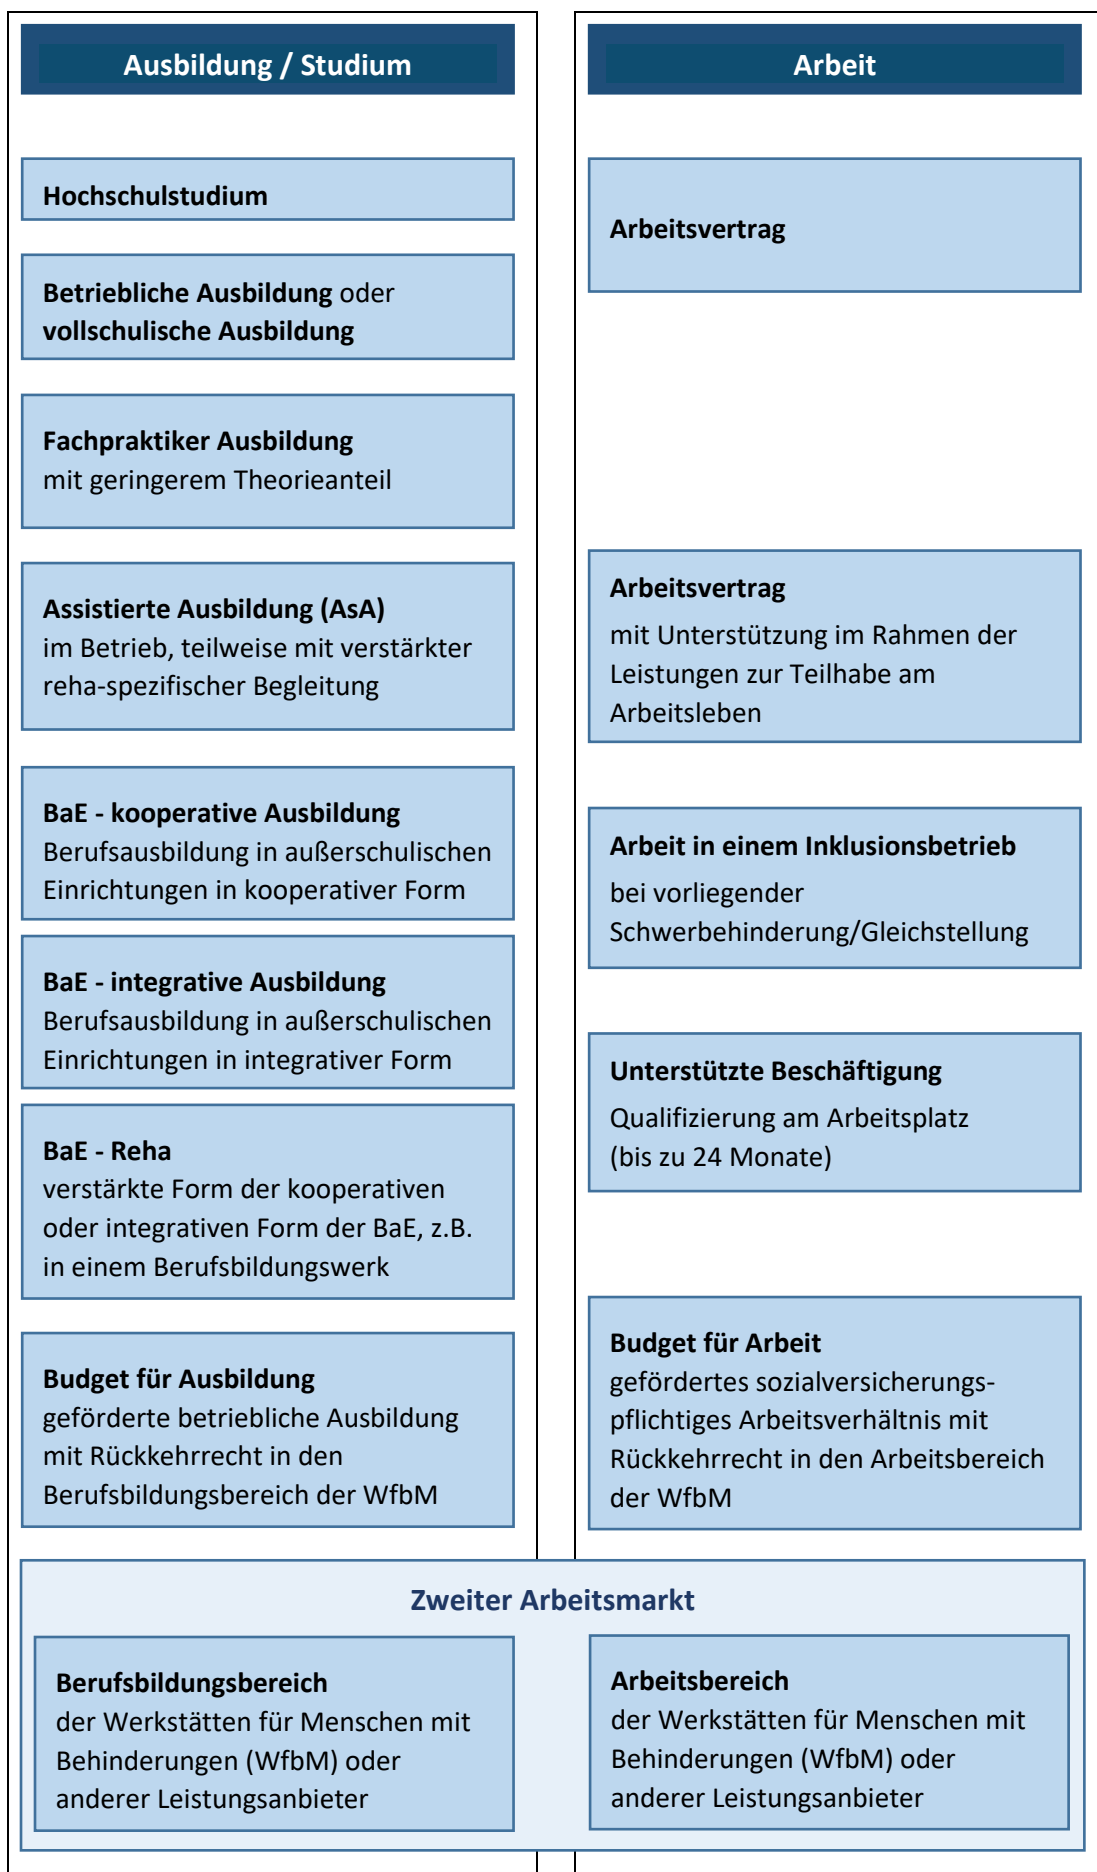 Ausbildung / Studium
Hochschulstudium
Betriebliche Ausbildung oder
vollschulische Ausbildung
Fachpraktiker Ausbildung
mit geringerem Theorieanteil
Assistierte Ausbildung (AsA)
im Betrieb, teilweise mit verstärkter
reha-spezifischer Begleitung
BaE - kooperative Ausbildung
Berufsausbildung in außerschulischen
Einrichtungen in kooperativer Form
BaE - integrative Ausbildung
Berufsausbildung in außerschulischen
Einrichtungen in integrativer Form
BaE - Reha
verstärkte Form der kooperativen
oder integrativen Form der BaE, z.B.
in einem Berufsbildungswerk
Budget für Ausbildung
geförderte betriebliche Ausbildung
mit Rückkehrrecht in den
Berufsbildungsbereich der WfbM
Arbeit
Arbeitsvertrag
Arbeitsvertrag
mit Unterstützung im Rahmen der
Leistungen zur Teilhabe am
Arbeitsleben
Arbeit in einem Inklusionsbetrieb
bei vorliegender
Schwerbehinderung/Gleichstellung
Unterstützte Beschäftigung
Qualifizierung am Arbeitsplatz
(bis zu 24 Monate)
Budget für Arbeit
gefördertes sozialversicherungs-
pflichtiges Arbeitsverhältnis mit
Rückkehrrecht in den Arbeitsbereich
der WfbM
Zweiter Arbeitsmarkt
Berufsbildungsbereich
der Werkstätten für Menschen mit
Behinderungen (WfbM) oder
anderer Leistungsanbieter
Arbeitsbereich
der Werkstätten für Menschen mit
Behinderungen (WfbM) oder
anderer Leistungsanbieter